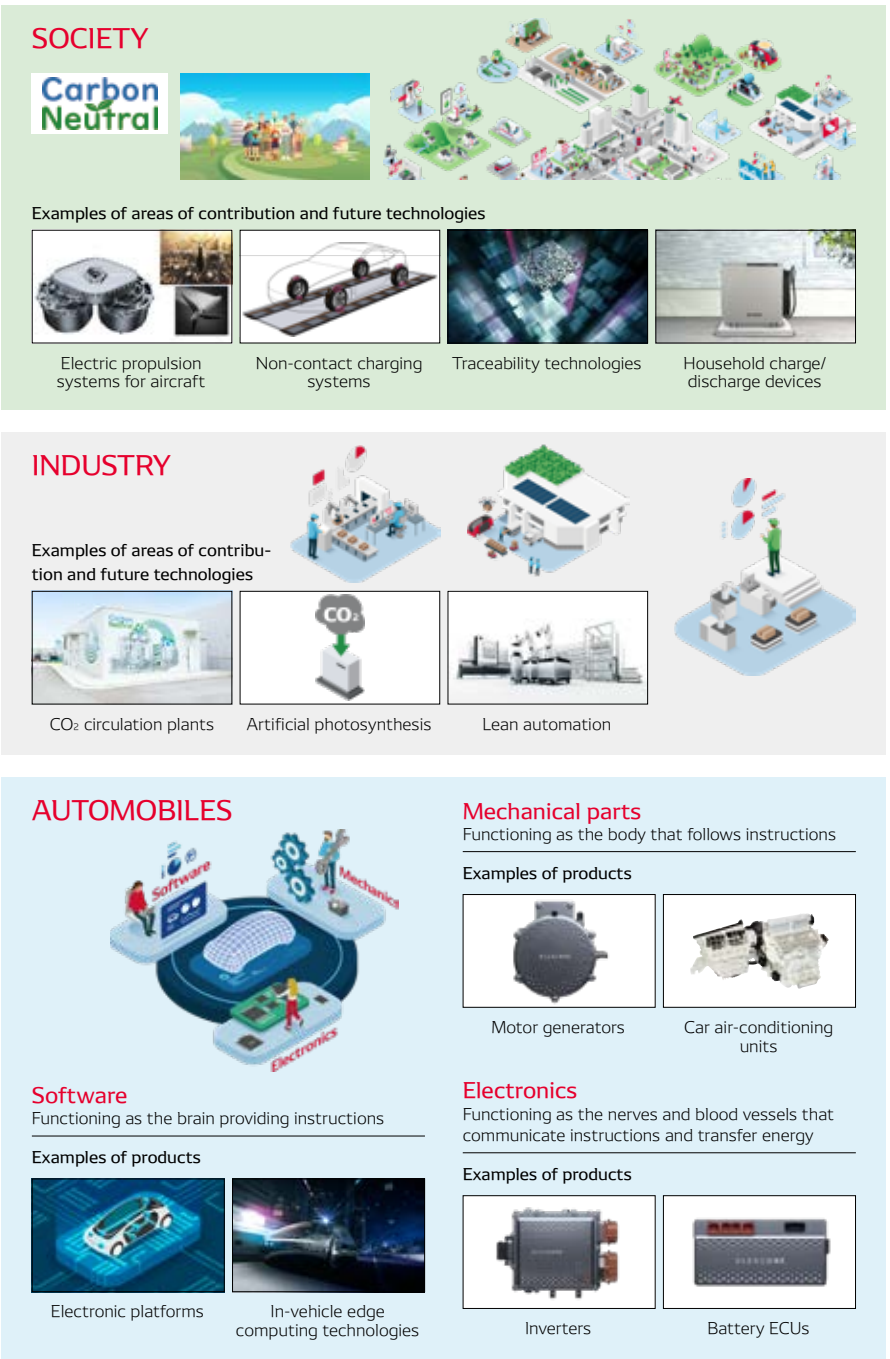 SOCIETY
Carbon
Neutral
Examples of areas of contribution and future technologies
Electric propulsion
systems for aircraft
Non-contact charging
systems
Traceability technologies
Household charge/
discharge devices
INDUSTRY
Examples of areas of contribu-
tion and future technologies
CO₂
CO₂ circulation plants
Artificial photosynthesis
Lean automation
AUTOMOBILES
Software
Mechanics
Electronics
Mechanical parts
Functioning as the body that follows instructions
Examples of products
Motor generators
Car air-conditioning
units
Software
Functioning as the brain providing instructions
Examples of products
Electronic platforms
In-vehicle edge
computing technologies
Electronics
Functioning as the nerves and blood vessels that
communicate instructions and transfer energy
Examples of products
Inverters
Battery ECUs